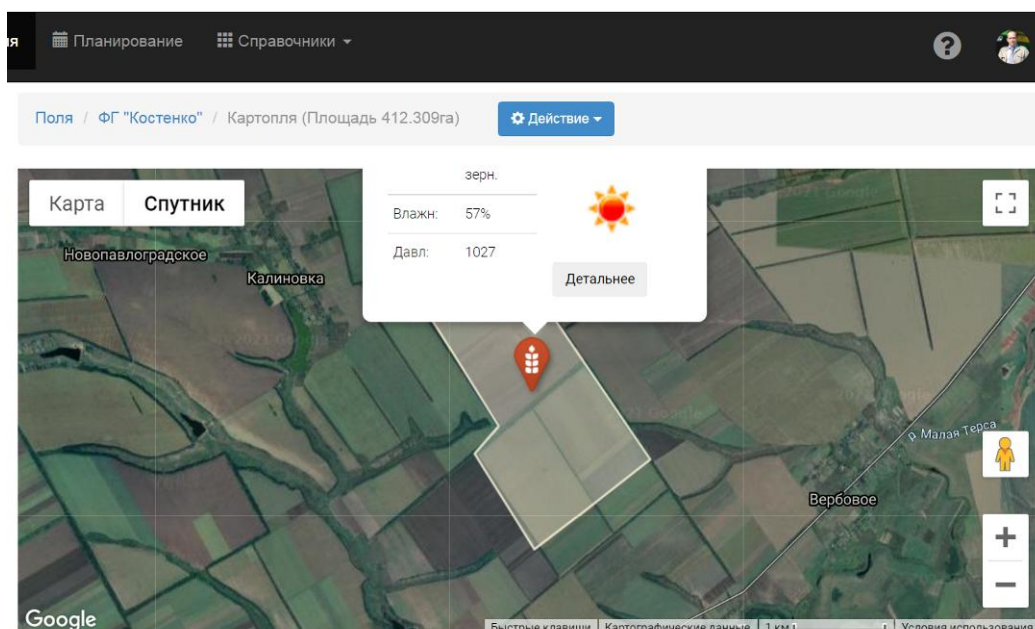 я Планирование Справочники
?
Поля / ФГ "Костенко" / Картопля (Площадь 412.309га) Действие
зерн.
Карта Спутник
Влажн: 57%
Давл: 1027
Новопавлоградское
Калиновка
Детальнее
р. Малая Терса
Вербовое
+
−
Google
Быстрые клавиши Картографические данные 1 км Условия использования